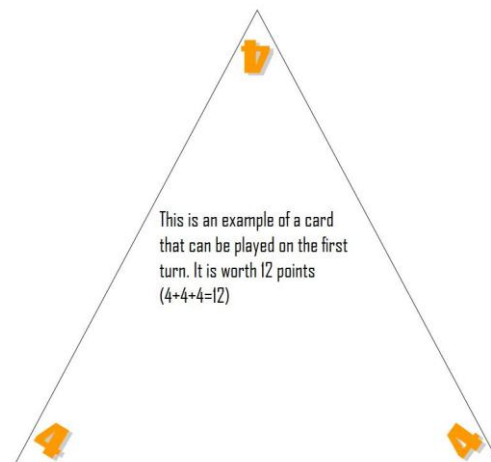 4
This is an example of a card
that can be played on the first
turn. It is worth 12 points
(4+4+4=12)
4 4